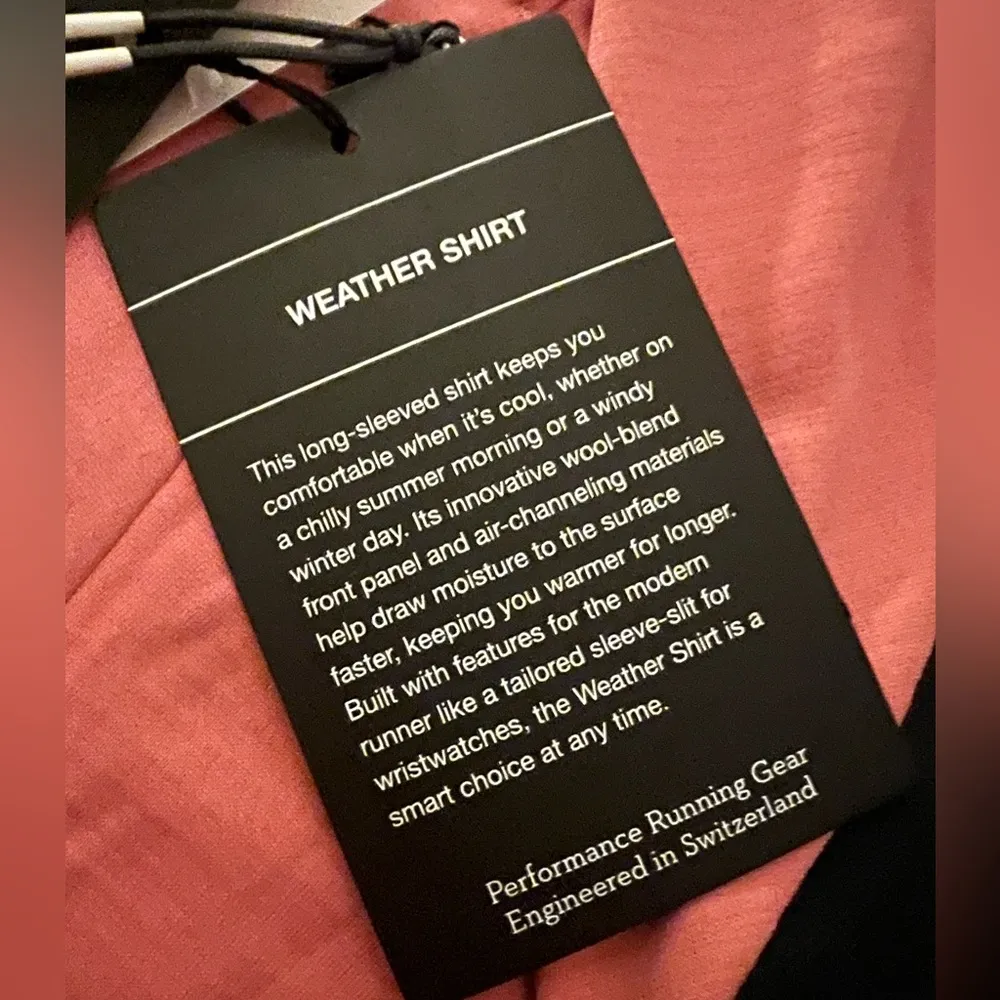 WEATHER SHIRT
This long-sleeved shirt keeps you
comfortable when it's cool, whether on
a chilly summer morning or a windy
winter day. Its innovative wool-blend
front panel and air-channeling materials
help draw moisture to the surface
faster, keeping you warmer for longer.
Built with features for the modern
runner like a tailored sleeve-slit for
wristwatches, the Weather Shirt is a
smart choice at any time.
Performance Running Gear
Engineered in Switzerland